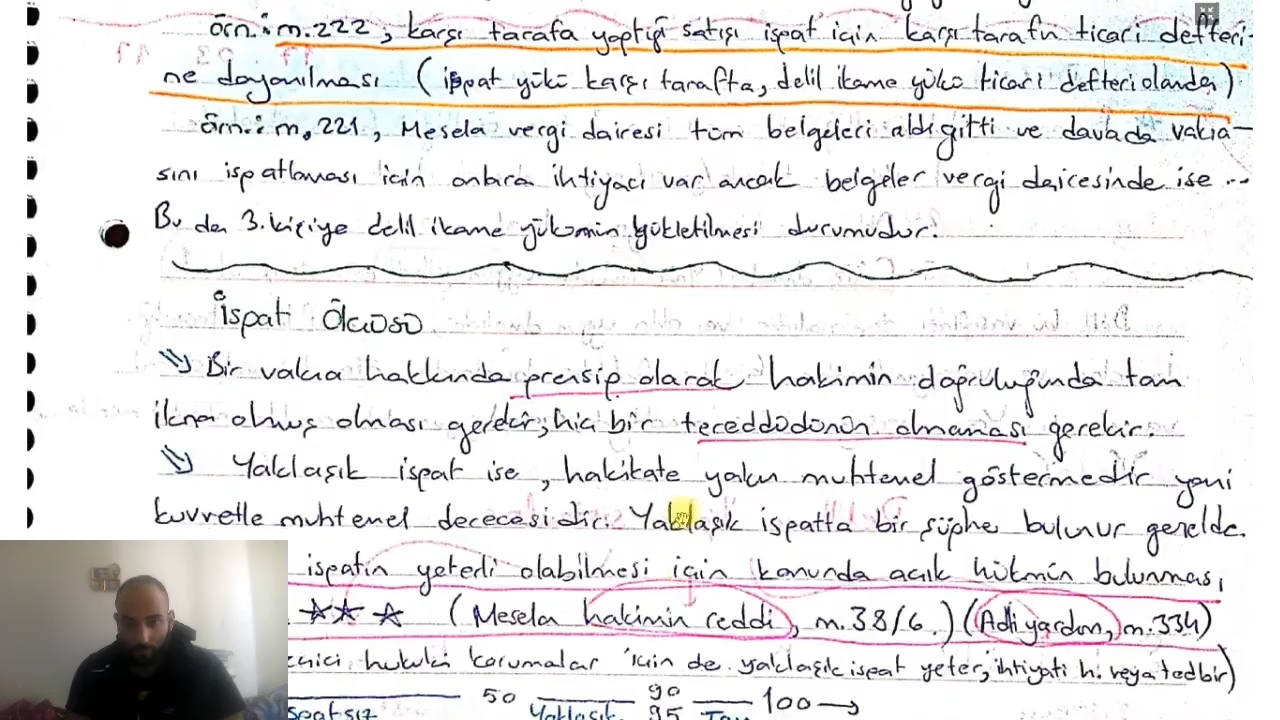 Örn: m.222, karşı tarafa yaptığı satışı ispat için karşı tarafın ticari defteri-
ne dayanılması (ispat yükü karşı tarafta, delil ikame yükü ticari defteri olanda)
Örn: m.221, Mesela vergi dairesi tüm belgeleri aldı gitti ve davada vakıa-
sını ispatlaması için onlara ihtiyacı var ancak belgeler vergi dairesinde ise...
Bu da 3. kişiye delil ikame yükünün yükletilmesi durumudur.
İspat Ölçüsü
Bir vakıa hakkında prensip olarak hakimin doğruluğunda tam
ikna olmuş olması gerekir, hiç bir tereddüdünün olmaması gerekir.
Yaklaşık ispat ise, hakikate yakın muhtemel göstermedir yani
kuvvetle muhtemel derecesidir. Yaklaşık ispatta bir şüphe bulunur genelde.
ispatın yeterli olabilmesi için kanunda açık hükmün bulunması,
(Mesela hakimin reddi, m.38/6.) (Adli yardım, m.334)
hukuki korumalar için de yaklaşık ispat yeter, ihtiyati h. veya tedbir)
50 90 100
Yaklaşık 95 Tam